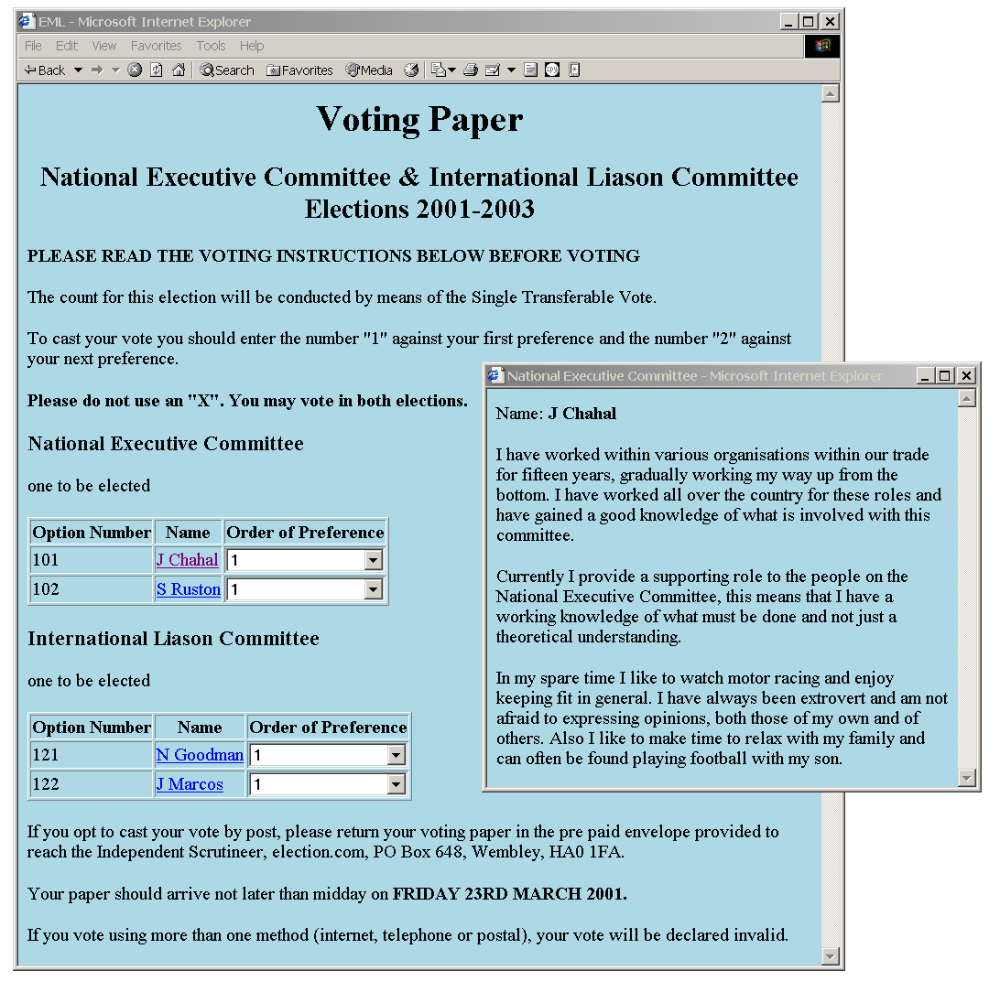 EML - Microsoft Internet Explorer
File Edit View Favorites Tools Help
Back Search Favorites Media
Voting Paper
National Executive Committee & International Liason Committee
Elections 2001-2003
PLEASE READ THE VOTING INSTRUCTIONS BELOW BEFORE VOTING
The count for this election will be conducted by means of the Single Transferable Vote.
To cast your vote you should enter the number "1" against your first preference and the number "2" against
your next preference.
Please do not use an "X". You may vote in both elections.
National Executive Committee
one to be elected
Option Number Name Order of Preference
101 J Chahal 1
102 S Ruston 1
International Liason Committee
one to be elected
Option Number Name Order of Preference
121 N Goodman 1
122 J Marcos 1
If you opt to cast your vote by post, please return your voting paper in the pre paid envelope provided to
reach the Independent Scrutineer, election.com, PO Box 648, Wembley, HA0 1FA.
Your paper should arrive not later than midday on FRIDAY 23RD MARCH 2001.
If you vote using more than one method (internet, telephone or postal), your vote will be declared invalid.
National Executive Committee - Microsoft Internet Explorer
Name: J Chahal
I have worked within various organisations within our trade
for fifteen years, gradually working my way up from the
bottom. I have worked all over the country for these roles and
have gained a good knowledge of what is involved with this
committee.
Currently I provide a supporting role to the people on the
National Executive Committee, this means that I have a
working knowledge of what must be done and not just a
theoretical understanding.
In my spare time I like to watch motor racing and enjoy
keeping fit in general. I have always been extrovert and am not
afraid to expressing opinions, both those of my own and of
others. Also I like to make time to relax with my family and
can often be found playing football with my son.